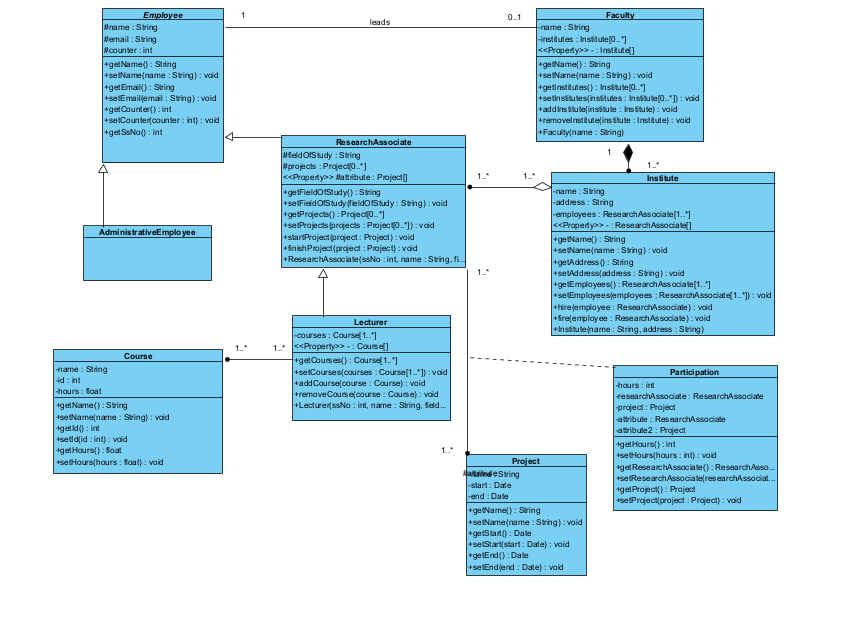 Employee
#name : String
#email : String
#counter : int
+getName() : String
+setName(name : String) : void
+getEmail() : String
+setEmail(email : String) : void
+getCounter() : int
+setCounter(counter : int) : void
+getSsNo() : int
1
leads
0..1
Faculty
-name : String
-institutes : Institute[0..*]
<<Property>> - : Institute[]
+getName() : String
+setName(name : String) : void
+getInstitutes() : Institute[0..*]
+setInstitutes(institutes : Institute[0..*]) : void
+addInstitute(institute : Institute) : void
+removeInstitute(institute : Institute) : void
+Faculty(name : String)
1
1..*
ResearchAssociate
#fieldOfStudy : String
#projects : Project[0..*]
<<Property>> #attribute : Project[]
+getFieldOfStudy() : String
+setFieldOfStudy(fieldOfStudy : String) : void
+getProjects() : Project[0..*]
+setProjects(projects : Project[0..*]) : void
+startProject(project : Project) : void
+finishProject(project : Project) : void
+ResearchAssociate(ssNo : int, name : String, fi...
1..*
1..*
Institute
-name : String
-address : String
-employees : ResearchAssociate[1..*]
<<Property>> - : ResearchAssociate[]
+getName() : String
+setName(name : String) : void
+getAddress() : String
+setAddress(address : String) : void
+getEmployees() : ResearchAssociate[1..*]
+setEmployees(employees : ResearchAssociate[1..*]) : void
+hire(employee : ResearchAssociate) : void
+fire(employee : ResearchAssociate) : void
+Institute(name : String, address : String)
AdministrativeEmployee
1..*
Lecturer
-courses : Course[1..*]
<<Property>> - : Course[]
+getCourses() : Course[1..*]
+setCourses(courses : Course[1..*]) : void
+addCourse(course : Course) : void
+removeCourse(course : Course) : void
+Lecturer(ssNo : int, name : String, field...
1..*
1..*
Course
-name : String
-id : int
-hours : float
+getName() : String
+setName(name : String) : void
+getId() : int
+setId(id : int) : void
+getHours() : float
+setHours(hours : float) : void
Participation
-hours : int
-researchAssociate : ResearchAssociate
-project : Project
-attribute : ResearchAssociate
-attribute2 : Project
+getHours() : int
+setHours(hours : int) : void
+getResearchAssociate() : ResearchAsso...
+setResearchAssociate(researchAssociat...
+getProject() : Project
+setProject(project : Project) : void
1..*
Project
#attribute
String
-start : Date
-end : Date
+getName() : String
+setName(name : String) : void
+getStart() : Date
+setStart(start : Date) : void
+getEnd() : Date
+setEnd(end : Date) : void